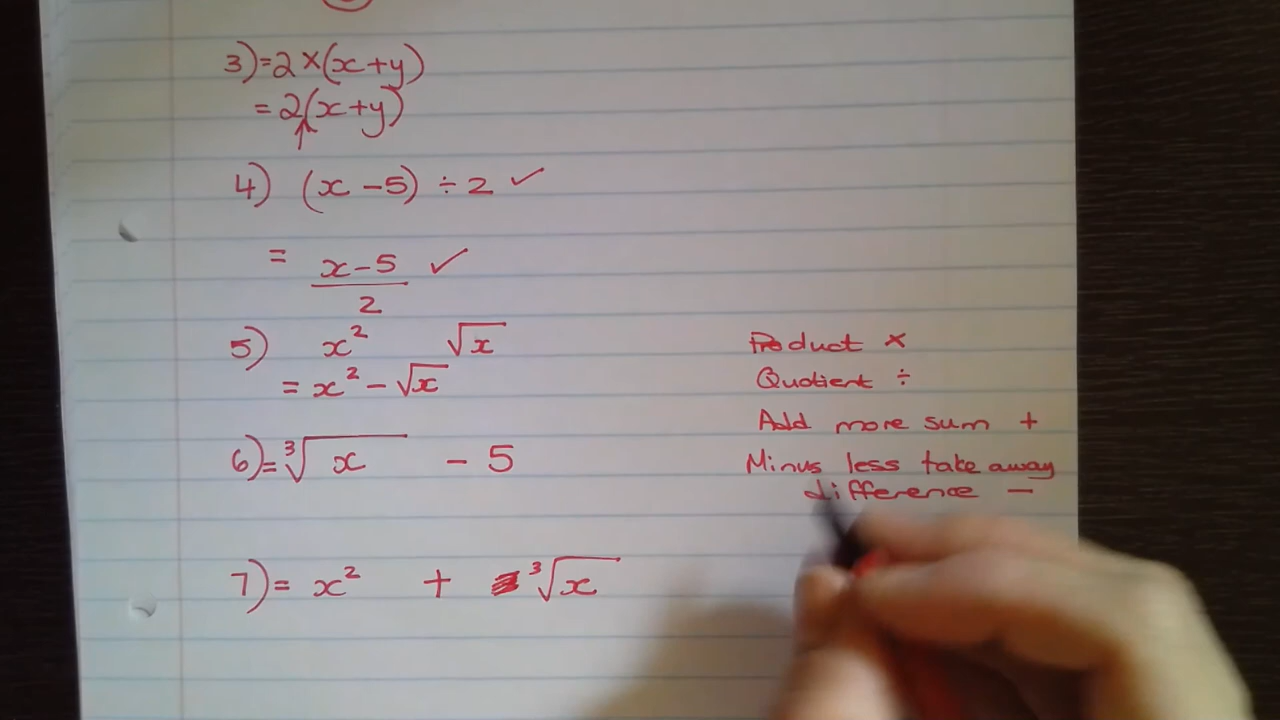 3) = 2 × (x + y)
= 2(x + y)
↑
4) (x - 5) ÷ 2 ✓
= x - 5 ✓
2
5) x² √x
= x² - √x
6) = ∛x - 5
7) = x² + ∛x
Product ×
Quotient ÷
Add more sum +
Minus less take away
difference -